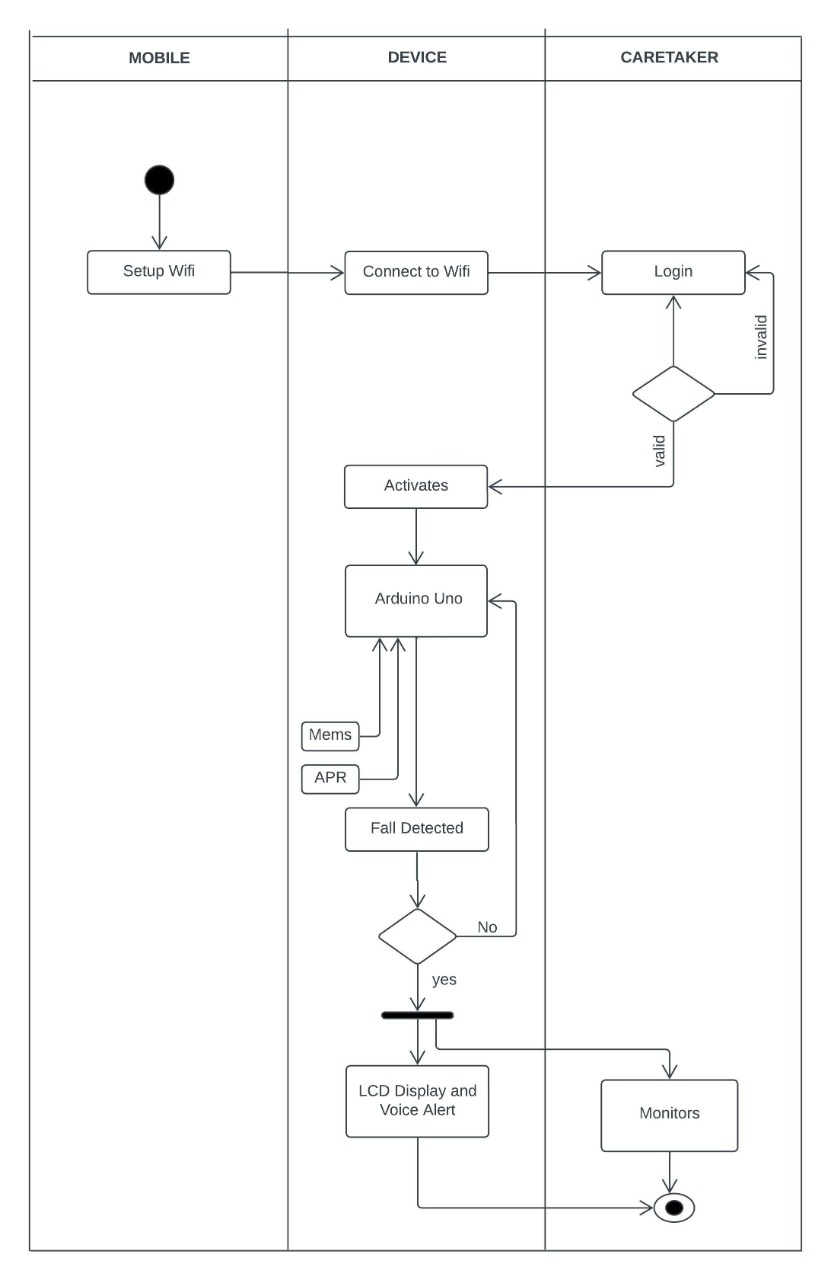 MOBILE
DEVICE
CARETAKER
Setup Wifi
Connect to Wifi
Login
invalid
valid
Activates
Arduino Uno
Mems
APR
Fall Detected
No
yes
LCD Display and
Voice Alert
Monitors